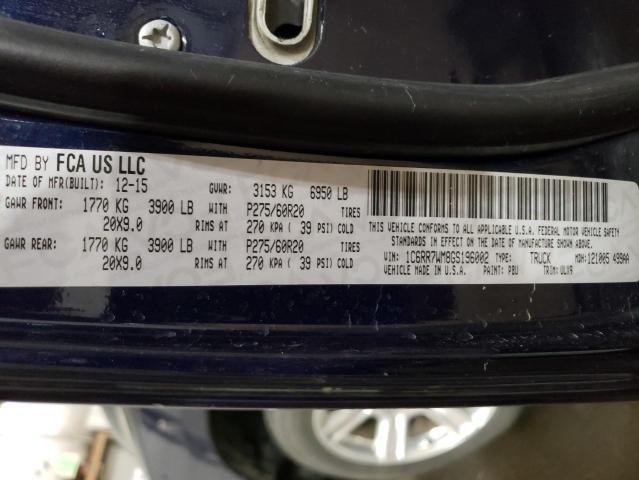 MFD BY FCA US LLC
DATE OF MFR(BUILT): 12-15 GVWR: 3153 KG 6950 LB
GAWR FRONT: 1770 KG 3900 LB WITH P275/60R20 TIRES
20X9.0 RIMS AT 270 KPA ( 39 PSI) COLD
GAWR REAR: 1770 KG 3900 LB WITH P275/60R20 TIRES
20X9.0 RIMS AT 270 KPA ( 39 PSI) COLD
THIS VEHICLE CONFORMS TO ALL APPLICABLE U.S.A. FEDERAL MOTOR VEHICLE SAFETY
STANDARDS IN EFFECT ON THE DATE OF MANUFACTURE SHOWN ABOVE.
VIN: 1C6RR7WM8GS196002 TYPE: TRUCK MDH: 121005 499AA
VEHICLE MADE IN U.S.A. PAINT: PBU TRIM: ULV9